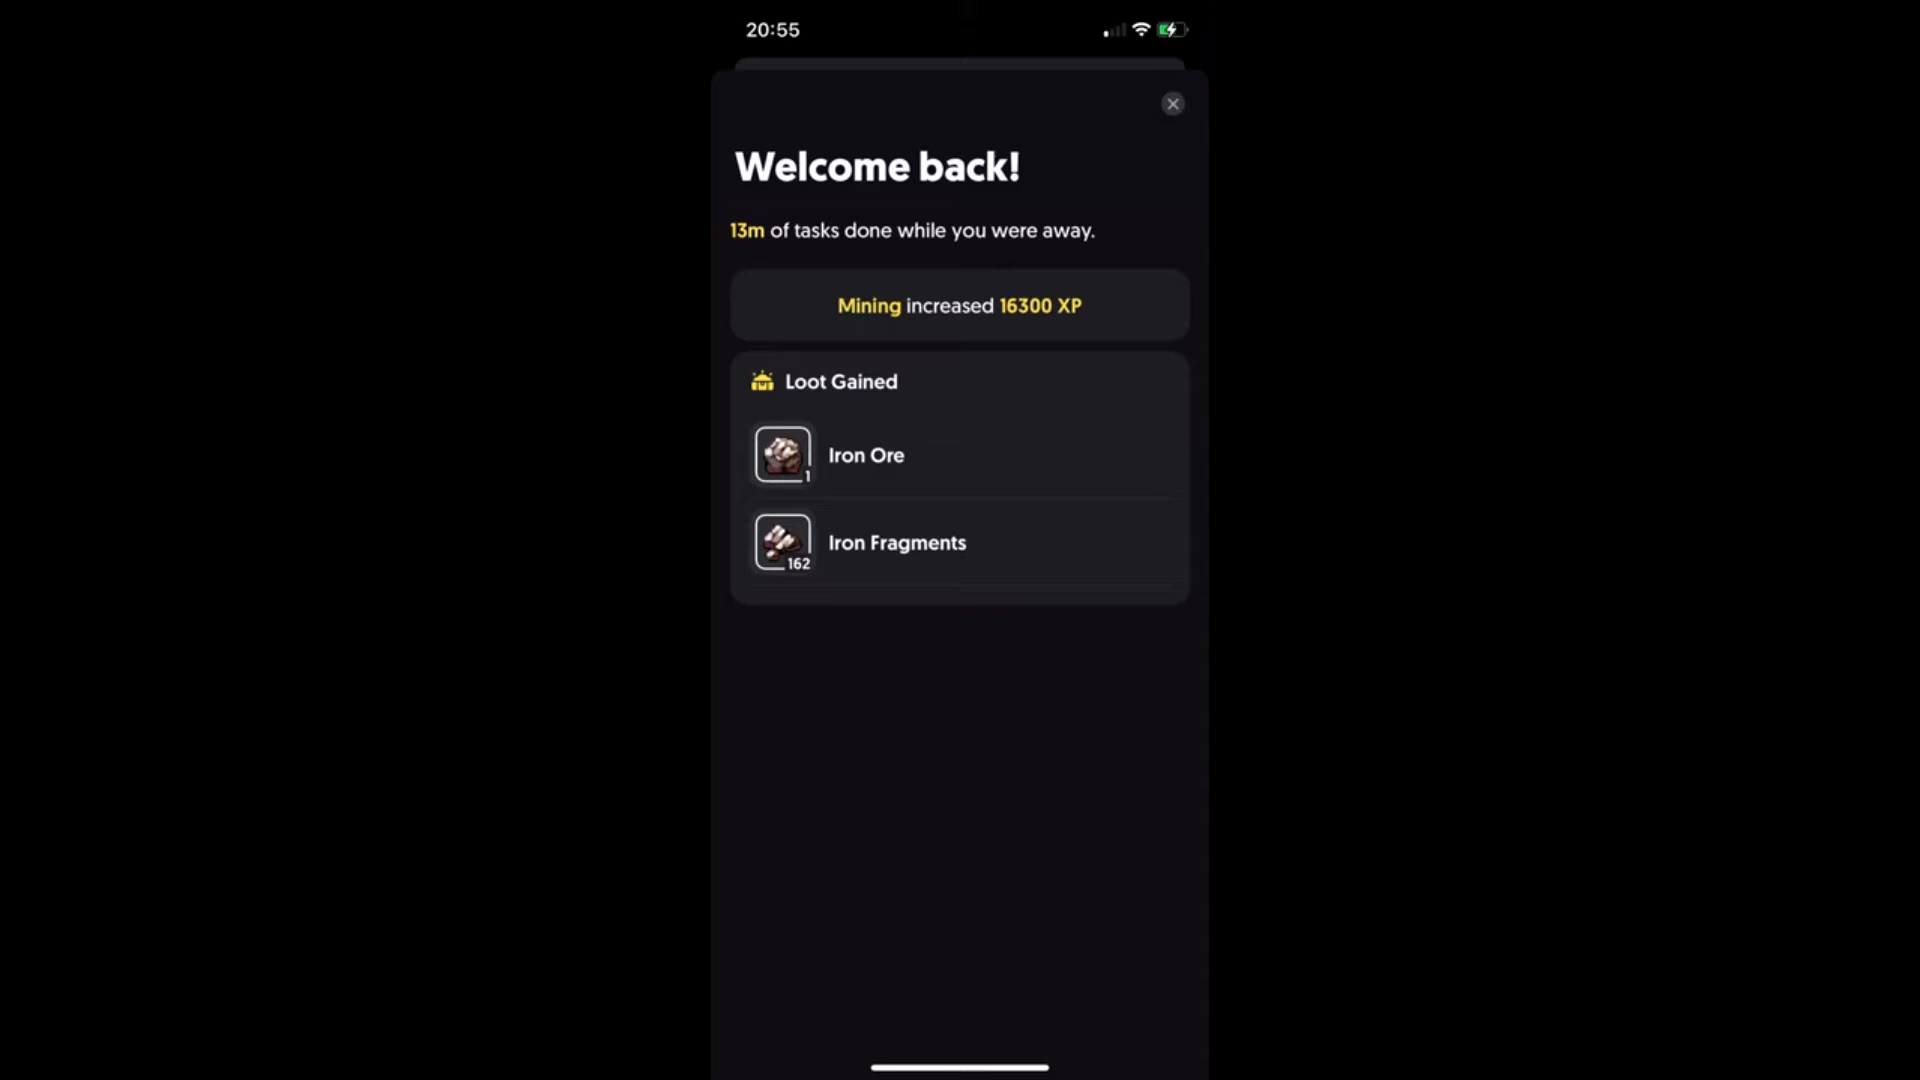 20:55
Welcome back!
13m of tasks done while you were away.
Mining increased 16300 XP
Loot Gained
1
Iron Ore
162
Iron Fragments